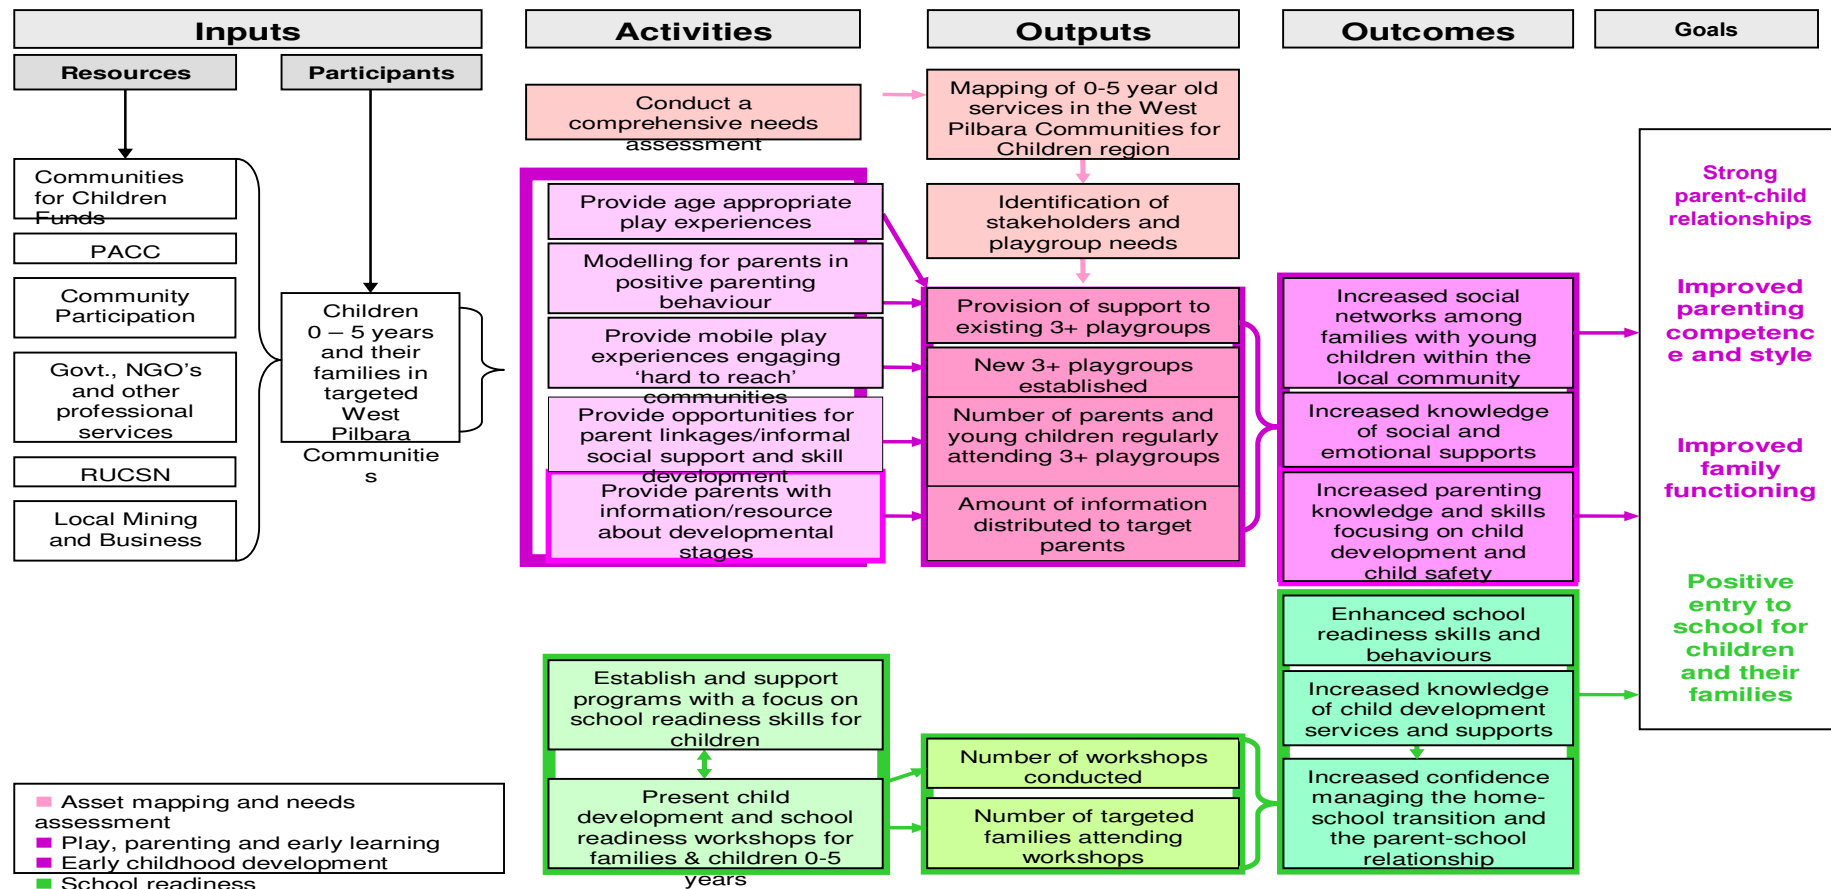 Inputs
Activities
Outputs
Outcomes
Goals
Resources
Participants
Communities
for Children
Funds
PACC
Community
Participation
Govt., NGO’s
and other
professional
services
RUCSN
Local Mining
and Business
Children
0 – 5 years
and their
families in
targeted
West
Pilbara
Communitie
s
Conduct a
comprehensive needs
assessment
Provide age appropriate
play experiences
Modelling for parents in
positive parenting
behaviour
Provide mobile play
experiences engaging
‘hard to reach’
communities
Provide opportunities for
parent linkages/informal
social support and skill
development
Provide parents with
information/resource
about developmental
stages
Establish and support
programs with a focus on
school readiness skills for
children
Present child
development and school
readiness workshops for
families & children 0-5
years
Mapping of 0-5 year old
services in the West
Pilbara Communities for
Children region
Identification of
stakeholders and
playgroup needs
Provision of support to
existing 3+ playgroups
New 3+ playgroups
established
Number of parents and
young children regularly
attending 3+ playgroups
Amount of information
distributed to target
parents
Number of workshops
conducted
Number of targeted
families attending
workshops
Increased social
networks among
families with young
children within the
local community
Increased knowledge
of social and
emotional supports
Increased parenting
knowledge and skills
focusing on child
development and
child safety
Enhanced school
readiness skills and
behaviours
Increased knowledge
of child development
services and supports
Increased confidence
managing the home-
school transition and
the parent-school
relationship
Strong
parent-child
relationships
Improved
parenting
competenc
e and style
Improved
family
functioning
Positive
entry to
school for
children
and their
families
Asset mapping and needs
assessment
Play, parenting and early learning
Early childhood development
School readiness